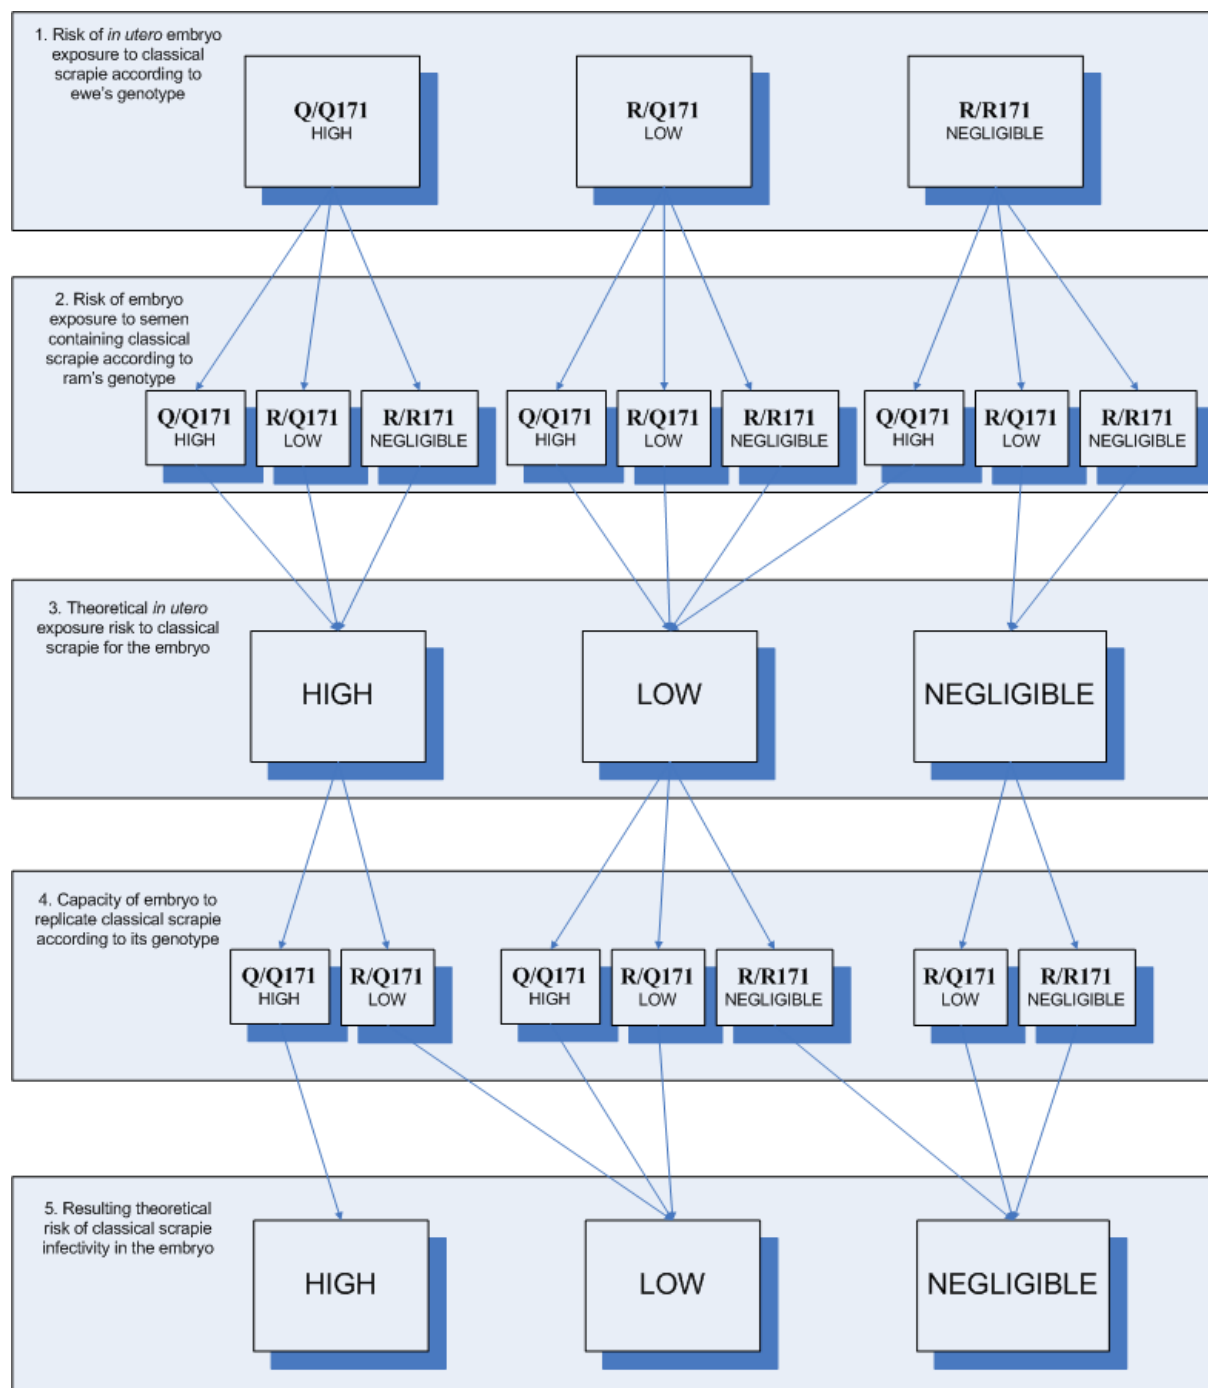 1. Risk of in utero embryo
exposure to classical
scrapie according to
ewe's genotype
Q/Q171
HIGH
R/Q171
LOW
R/R171
NEGLIGIBLE
2. Risk of embryo
exposure to semen
containing classical
scrapie according to
ram's genotype
Q/Q171
HIGH
R/Q171
LOW
R/R171
NEGLIGIBLE
Q/Q171
HIGH
R/Q171
LOW
R/R171
NEGLIGIBLE
Q/Q171
HIGH
R/Q171
LOW
R/R171
NEGLIGIBLE
3. Theoretical in utero
exposure risk to classical
scrapie for the embryo
HIGH
LOW
NEGLIGIBLE
4. Capacity of embryo to
replicate classical scrapie
according to its genotype
Q/Q171
HIGH
R/Q171
LOW
Q/Q171
HIGH
R/Q171
LOW
R/R171
NEGLIGIBLE
R/Q171
LOW
R/R171
NEGLIGIBLE
5. Resulting theoretical
risk of classical scrapie
infectivity in the embryo
HIGH
LOW
NEGLIGIBLE